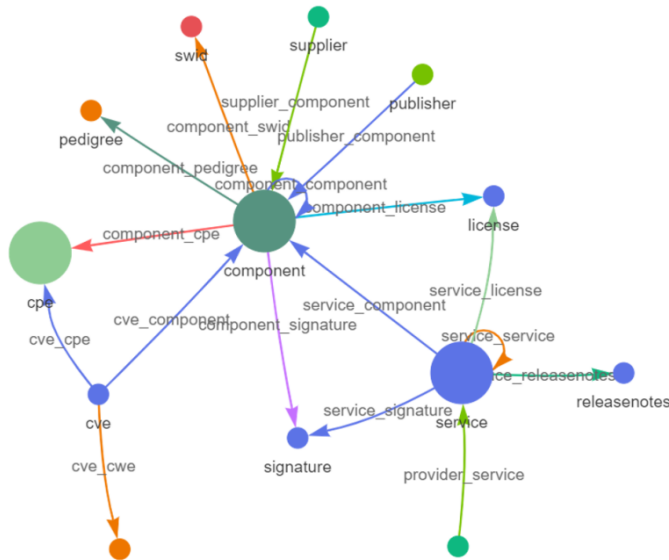 swid
supplier
supplier_component
publisher
component_swid
publisher_component
pedigree
component_pedigree
component_component
component_license
license
component_cpe
component
cpe
service_license
service_component
cve_component
component_signature
cve_cpe
service_service
ce_releasenotes
releasenotes
service_signature
cve
service
signature
cve_cwe
provider_service